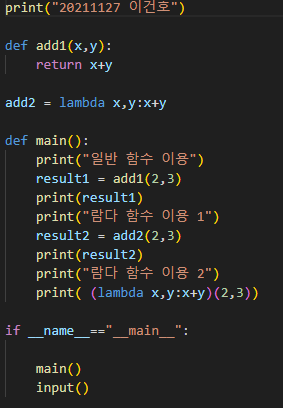 print("20211127 이건호")
def add1(x,y):
    return x+y
add2 = lambda x,y:x+y
def main():
    print("일반 함수 이용")
    result1 = add1(2,3)
    print(result1)
    print("람다 함수 이용 1")
    result2 = add2(2,3)
    print(result2)
    print("람다 함수 이용 2")
    print( (lambda x,y:x+y)(2,3))
if __name__=="__main__":
    main()
    input()